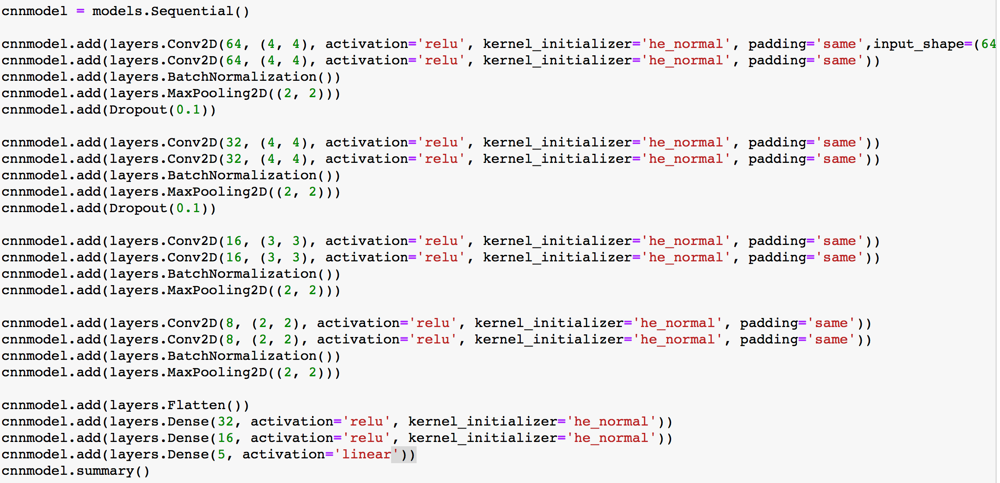 cnnmodel = models.Sequential()
cnnmodel.add(layers.Conv2D(64, (4, 4), activation='relu', kernel_initializer='he_normal', padding='same',input_shape=(64
cnnmodel.add(layers.Conv2D(64, (4, 4), activation='relu', kernel_initializer='he_normal', padding='same'))
cnnmodel.add(layers.BatchNormalization())
cnnmodel.add(layers.MaxPooling2D((2, 2)))
cnnmodel.add(Dropout(0.1))
cnnmodel.add(layers.Conv2D(32, (4, 4), activation='relu', kernel_initializer='he_normal', padding='same'))
cnnmodel.add(layers.Conv2D(32, (4, 4), activation='relu', kernel_initializer='he_normal', padding='same'))
cnnmodel.add(layers.BatchNormalization())
cnnmodel.add(layers.MaxPooling2D((2, 2)))
cnnmodel.add(Dropout(0.1))
cnnmodel.add(layers.Conv2D(16, (3, 3), activation='relu', kernel_initializer='he_normal', padding='same'))
cnnmodel.add(layers.Conv2D(16, (3, 3), activation='relu', kernel_initializer='he_normal', padding='same'))
cnnmodel.add(layers.BatchNormalization())
cnnmodel.add(layers.MaxPooling2D((2, 2)))
cnnmodel.add(layers.Conv2D(8, (2, 2), activation='relu', kernel_initializer='he_normal', padding='same'))
cnnmodel.add(layers.Conv2D(8, (2, 2), activation='relu', kernel_initializer='he_normal', padding='same'))
cnnmodel.add(layers.BatchNormalization())
cnnmodel.add(layers.MaxPooling2D((2, 2)))
cnnmodel.add(layers.Flatten())
cnnmodel.add(layers.Dense(32, activation='relu', kernel_initializer='he_normal'))
cnnmodel.add(layers.Dense(16, activation='relu', kernel_initializer='he_normal'))
cnnmodel.add(layers.Dense(5, activation='linear'))
cnnmodel.summary()